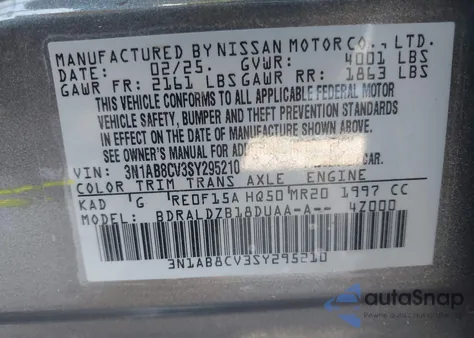 MANUFACTURED BY NISSAN MOTOR CO., LTD.
DATE: 02/25. GVWR: 4001 LBS
GAWR FR: 2161 LBS GAWR RR: 1863 LBS
THIS VEHICLE CONFORMS TO ALL APPLICABLE FEDERAL MOTOR
VEHICLE SAFETY, BUMPER AND THEFT PREVENTION STANDARDS
IN EFFECT ON THE DATE OF MANUFACTURE SHOWN ABOVE.
SEE OWNER'S MANUAL CAR.
VIN: 3N1AB8CV3SY295210
COLOR TRIM TRANS AXLE ENGINE
KAD G RE0F15A HQ50 MR20 1997 CC
MODEL: BDRALDZB18DUAA-A-- 4Z000
3N1AB8CV3SY295210
autoSnap